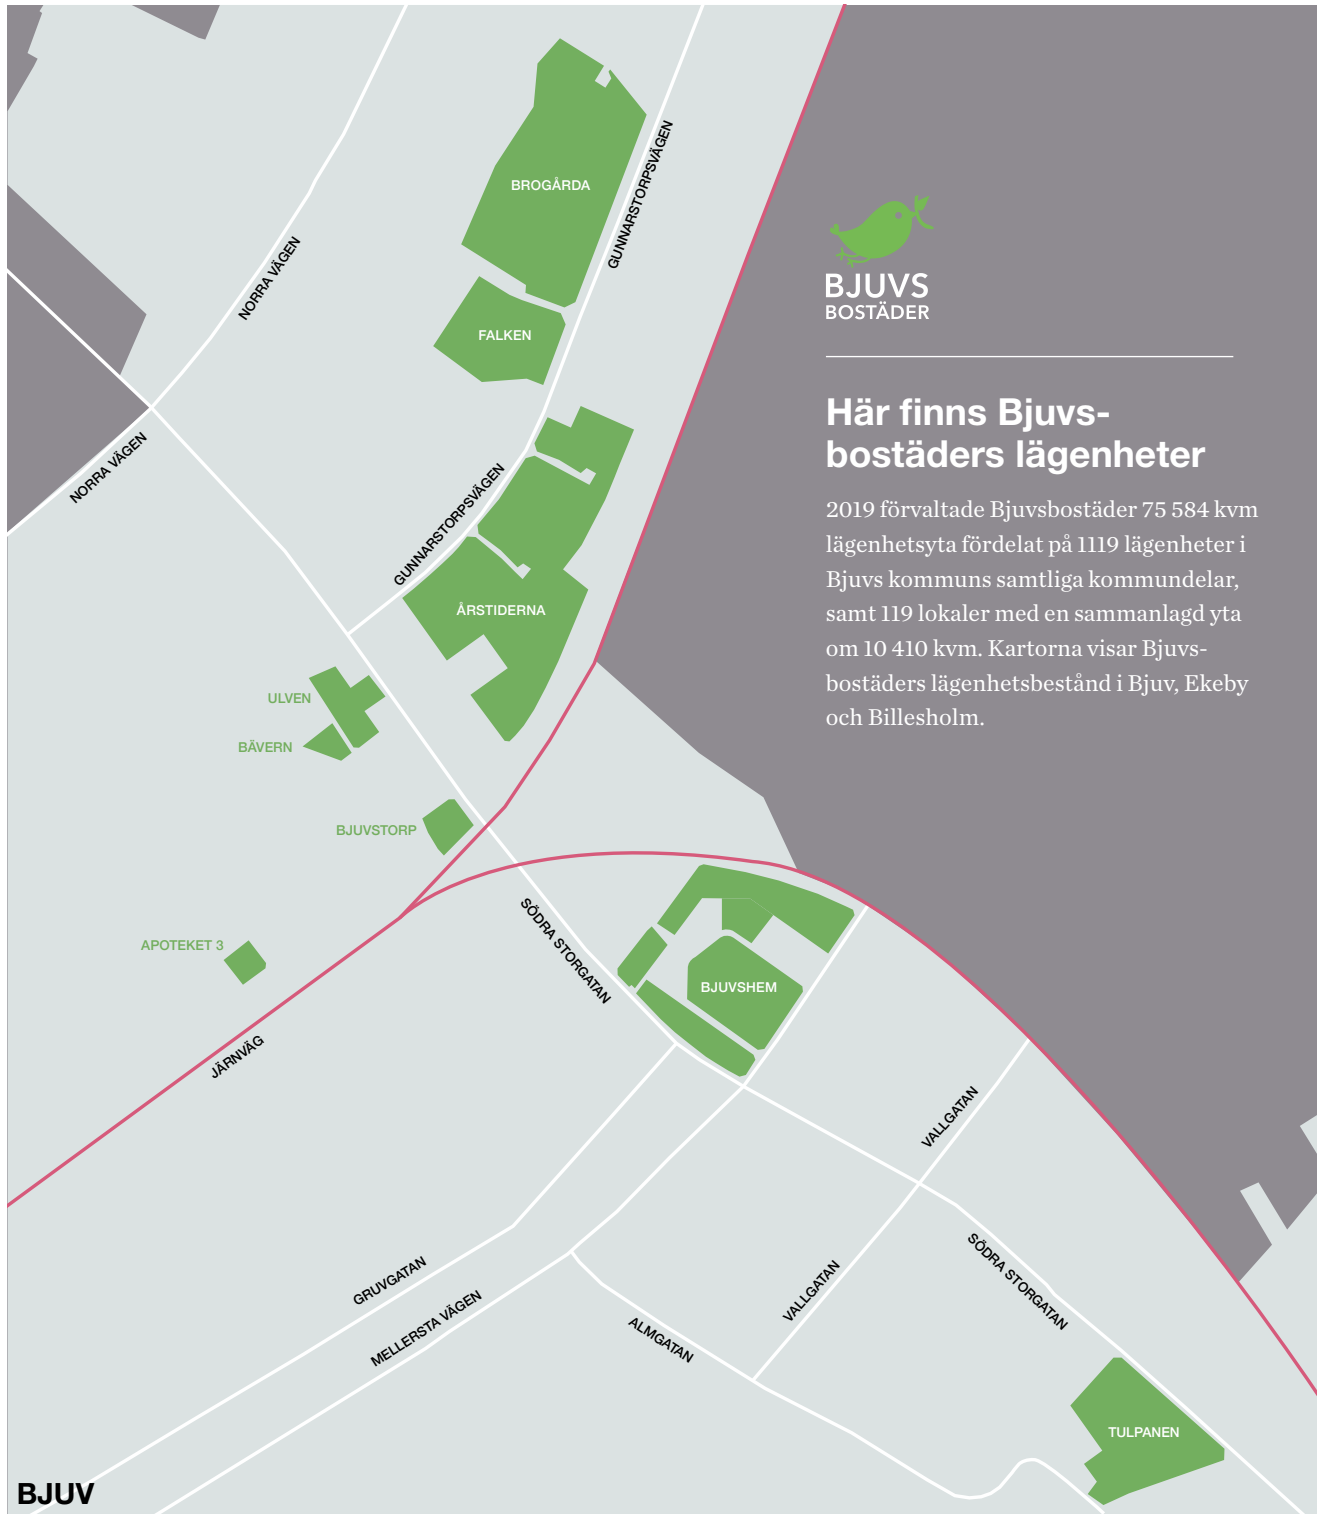 BROGÅRDA
GUNNARSTORPSVÄGEN
NORRA VÄGEN
FALKEN
BJUVS
BOSTÄDER
Här finns Bjuvs-
bostäders lägenheter
2019 förvaltade Bjuvsbostäder 75 584 kvm
lägenhetsyta fördelat på 1119 lägenheter i
Bjuvs kommuns samtliga kommundelar,
samt 119 lokaler med en sammanlagd yta
om 10 410 kvm. Kartorna visar Bjuvs-
bostäders lägenhetsbestånd i Bjuv, Ekeby
och Billesholm.
NORRA VÄGEN
GUNNARSTORPSVÄGEN
ÅRSTIDERNA
ULVEN
BÄVERN
BJUVSTORP
SÖDRA STORGATAN
APOTEKET 3
BJUVSHEM
JÄRNVÄG
VALLGATAN
GRUVGATAN
MELLERSTA VÄGEN
ALMGATAN
VALLGATAN
SÖDRA STORGATAN
TULPANEN
BJUV